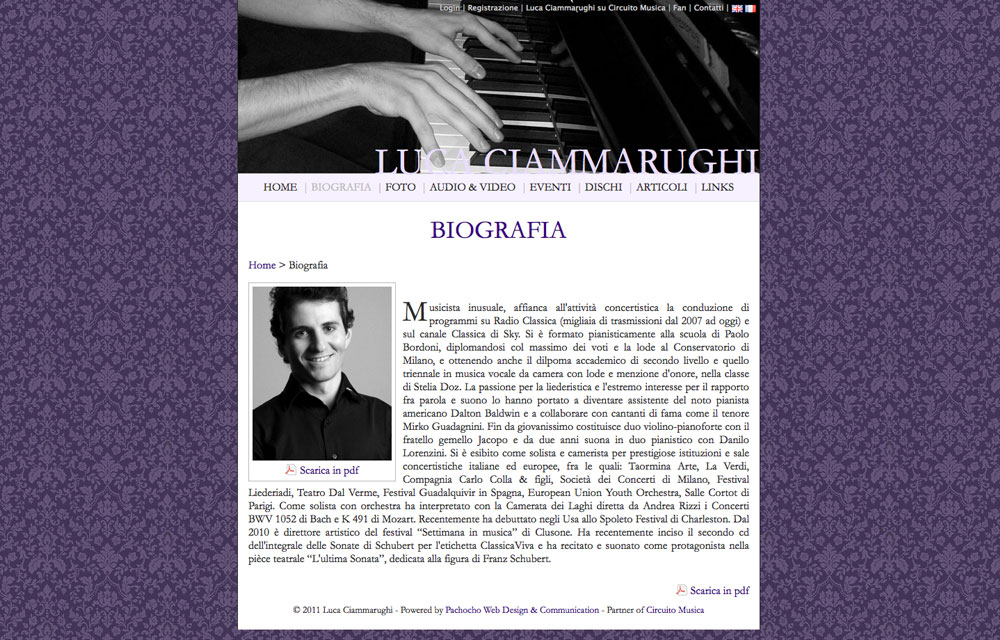 Login | Registrazione | Luca Ciammarughi su Circuito Musica | Fan | Contatti |
LUCA CIAMMARUGHI
HOME | BIOGRAFIA | FOTO | AUDIO & VIDEO | EVENTI | DISCHI | ARTICOLI | LINKS
BIOGRAFIA
Home > Biografia
Scarica in pdf
Musicista inusuale, affianca all'attività concertistica la conduzione di
programmi su Radio Classica (migliaia di trasmissioni dal 2007 ad oggi) e
sul canale Classica di Sky. Si è formato pianisticamente alla scuola di Paolo
Bordoni, diplomandosi col massimo dei voti e la lode al Conservatorio di
Milano, e ottenendo anche il dilpoma accademico di secondo livello e quello
triennale in musica vocale da camera con lode e menzione d'onore, nella classe
di Stelia Doz. La passione per la liederistica e l'estremo interesse per il rapporto
fra parola e suono lo hanno portato a diventare assistente del noto pianista
americano Dalton Baldwin e a collaborare con cantanti di fama come il tenore
Mirko Guadagnini. Fin da giovanissimo costituisce duo violino-pianoforte con il
fratello gemello Jacopo e da due anni suona in duo pianistico con Danilo
Lorenzini. Si è esibito come solista e camerista per prestigiose istituzioni e sale
concertistiche italiane ed europee, fra le quali: Taormina Arte, La Verdi,
Compagnia Carlo Colla & figli, Società dei Concerti di Milano, Festival
Liederiadi, Teatro Dal Verme, Festival Guadalquivir in Spagna, European Union Youth Orchestra, Salle Cortot di
Parigi. Come solista con orchestra ha interpretato con la Camerata dei Laghi diretta da Andrea Rizzi i Concerti
BWV 1052 di Bach e K 491 di Mozart. Recentemente ha debuttato negli Usa allo Spoleto Festival di Charleston. Dal
2010 è direttore artistico del festival “Settimana in musica” di Clusone. Ha recentemente inciso il secondo cd
dell'integrale delle Sonate di Schubert per l'etichetta ClassicaViva e ha recitato e suonato come protagonista nella
pièce teatrale “L'ultima Sonata”, dedicata alla figura di Franz Schubert.
Scarica in pdf
© 2011 Luca Ciammarughi - Powered by Pachocho Web Design & Communication - Partner of Circuito Musica